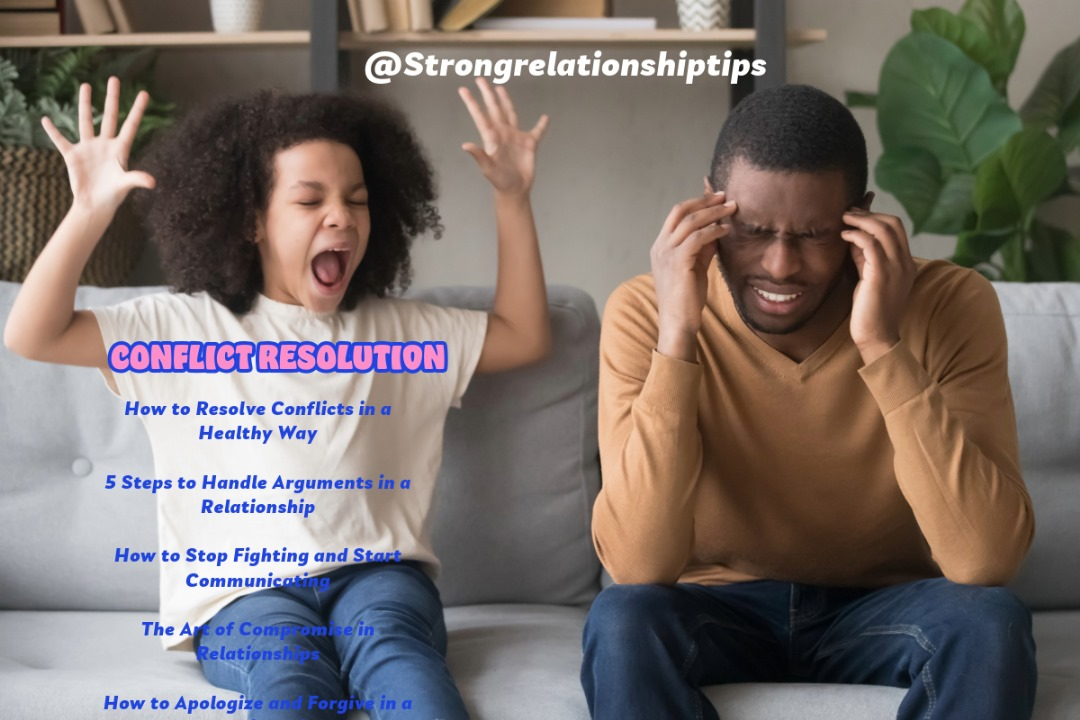 @Strongrelationshiptips
CONFLICT RESOLUTION
How to Resolve Conflicts in a
Healthy Way
5 Steps to Handle Arguments in a
Relationship
How to Stop Fighting and Start
Communicating
The Art of Compromise in
Relationships
How to Apologize and Forgive in a